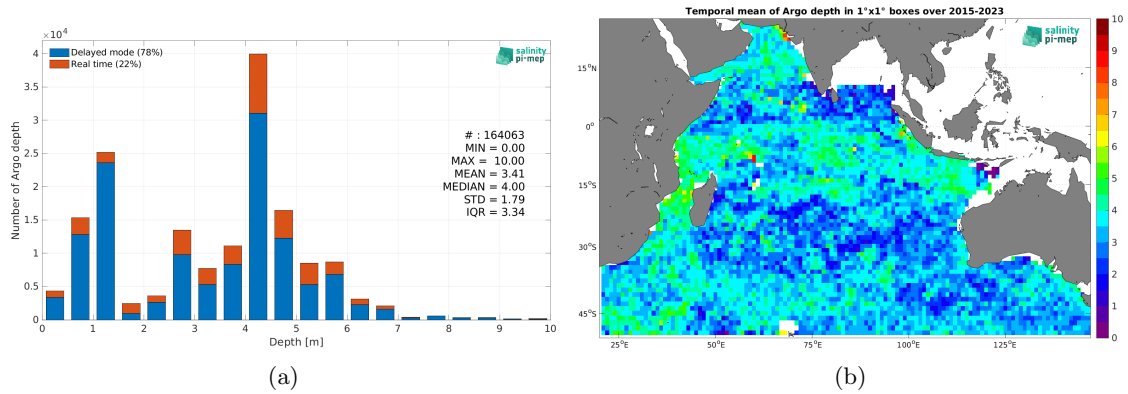 ×10⁴
Delayed mode (78%)
Real time (22%)
salinity
pi-mep
# : 164063
MIN = 0.00
MAX = 10.00
MEAN = 3.41
MEDIAN = 4.00
STD = 1.79
IQR = 3.34
Number of Argo depth
4
3.5
3
2.5
2
1.5
1
0.5
0
0 1 2 3 4 5 6 7 8 9 10
Depth [m]
(a)
Temporal mean of Argo depth in 1°x1° boxes over 2015-2023
salinity
pi-mep
15°N
0°
15°S
30°S
45°S
25°E 50°E 75°E 100°E 125°E
10
9
8
7
6
5
4
3
2
1
0
(b)